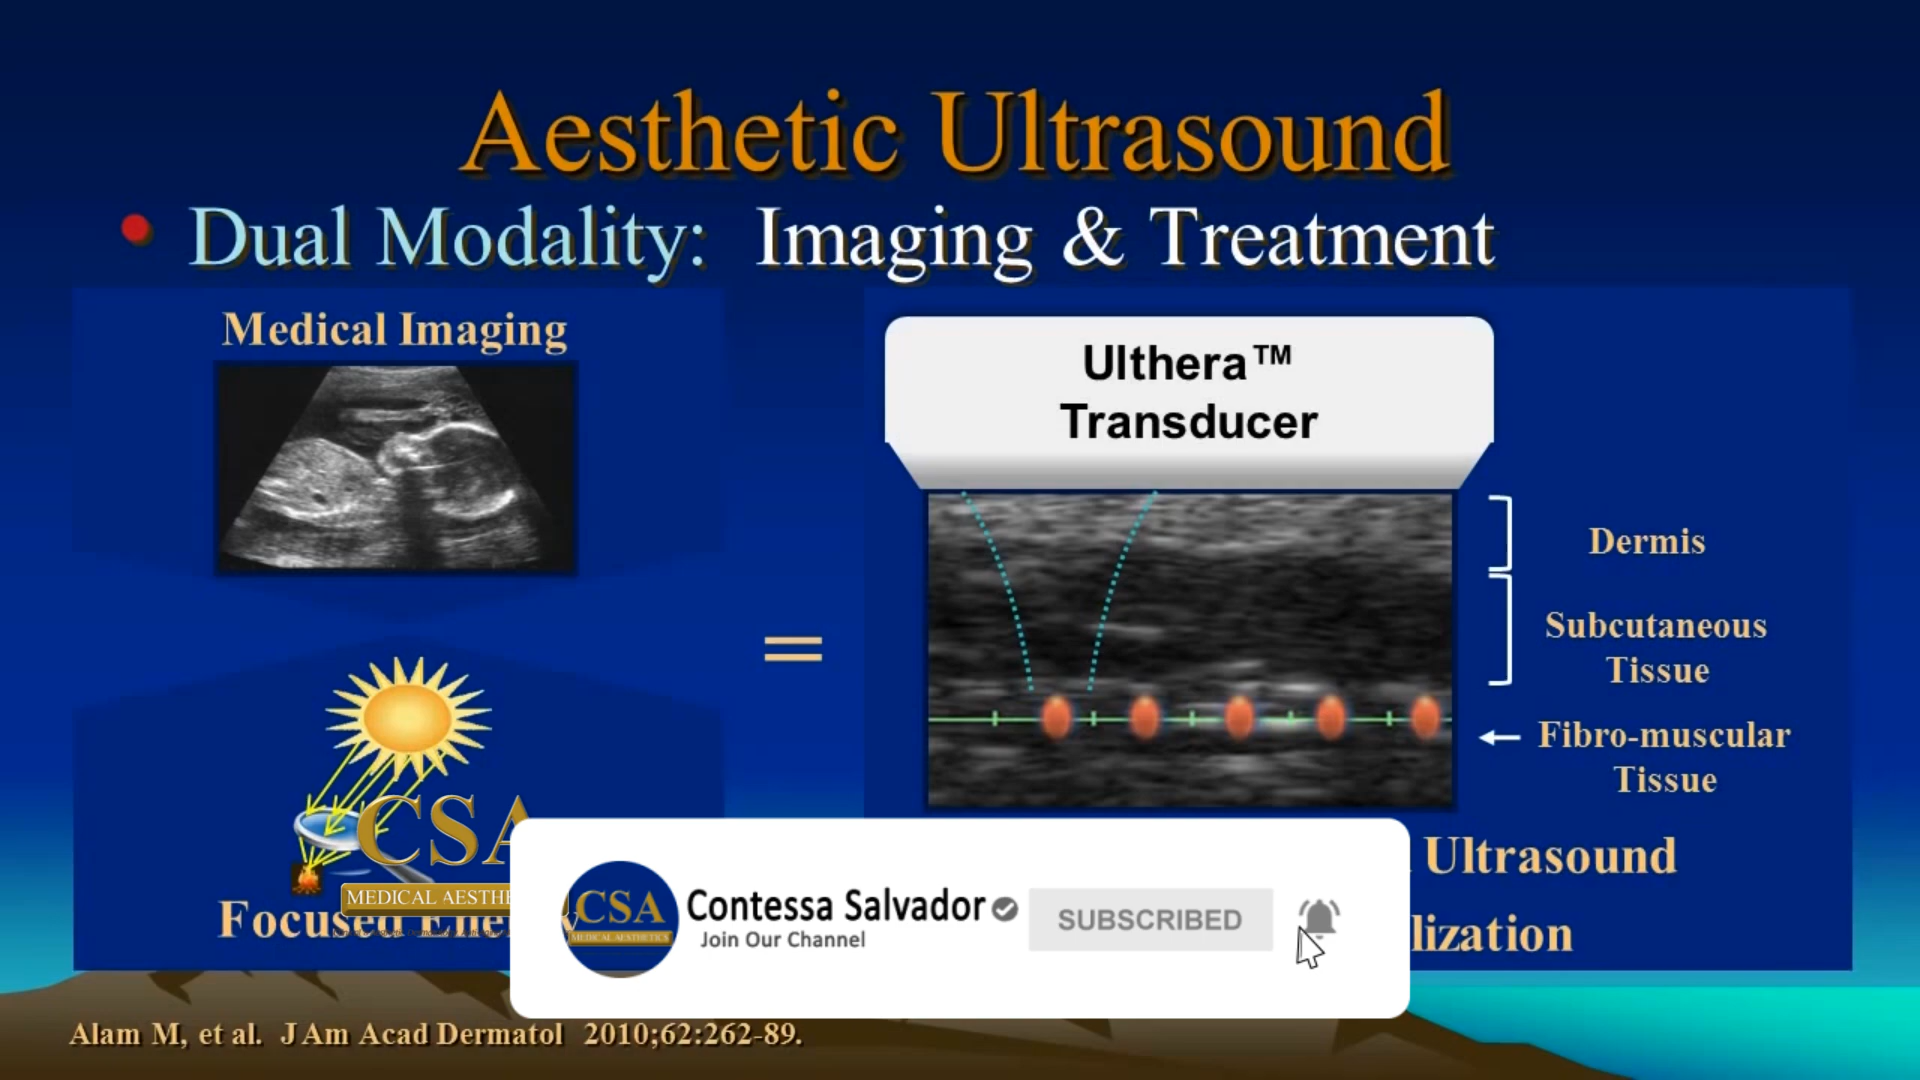 Aesthetic Ultrasound
• Dual Modality: Imaging & Treatment
Medical Imaging
Ulthera™
Transducer
Dermis
Subcutaneous
Tissue
Fibro-muscular
Tissue
=
CSA
MEDICAL AESTHE
Focused
Ultrasound
lization
CSA
MEDICAL AESTHETICS
Contessa Salvador
Join Our Channel
SUBSCRIBED
Alam M, et al. J Am Acad Dermatol 2010;62:262-89.